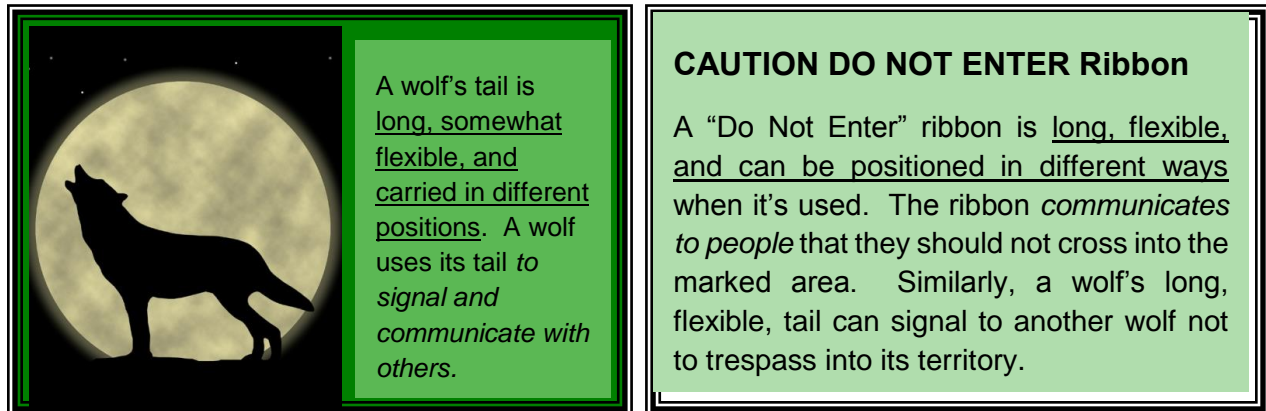 A wolf’s tail is
long, somewhat
flexible, and
carried in different
positions.  A wolf
uses its tail to
signal and
communicate with
others.
CAUTION DO NOT ENTER Ribbon
A “Do Not Enter” ribbon is long, flexible,
and can be positioned in different ways
when it’s used.  The ribbon communicates
to people that they should not cross into the
marked area.  Similarly, a wolf’s long,
flexible, tail can signal to another wolf not
to trespass into its territory.